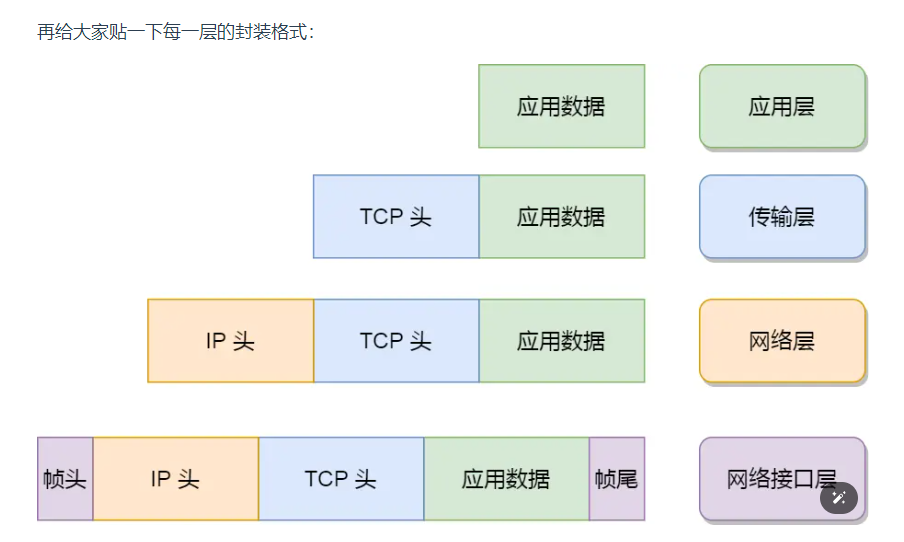 再给大家贴一下每一层的封装格式：
应用数据 应用层
TCP 头 应用数据 传输层
IP 头 TCP 头 应用数据 网络层
帧头 IP 头 TCP 头 应用数据 帧尾 网络接口层